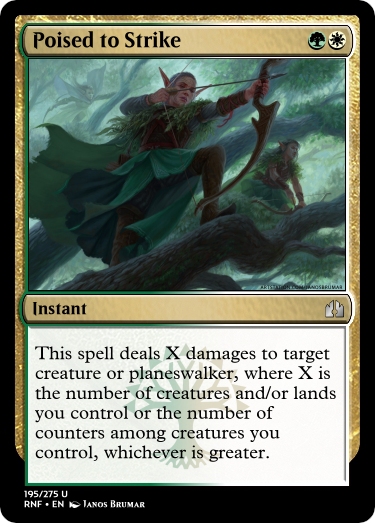 Poised to Strike
Instant
This spell deals X damages to target
creature or planeswalker, where X is
the number of creatures and/or lands
you control or the number of
counters among creatures you
control, whichever is greater.
195/275 U
RNF • EN Janos Brumar